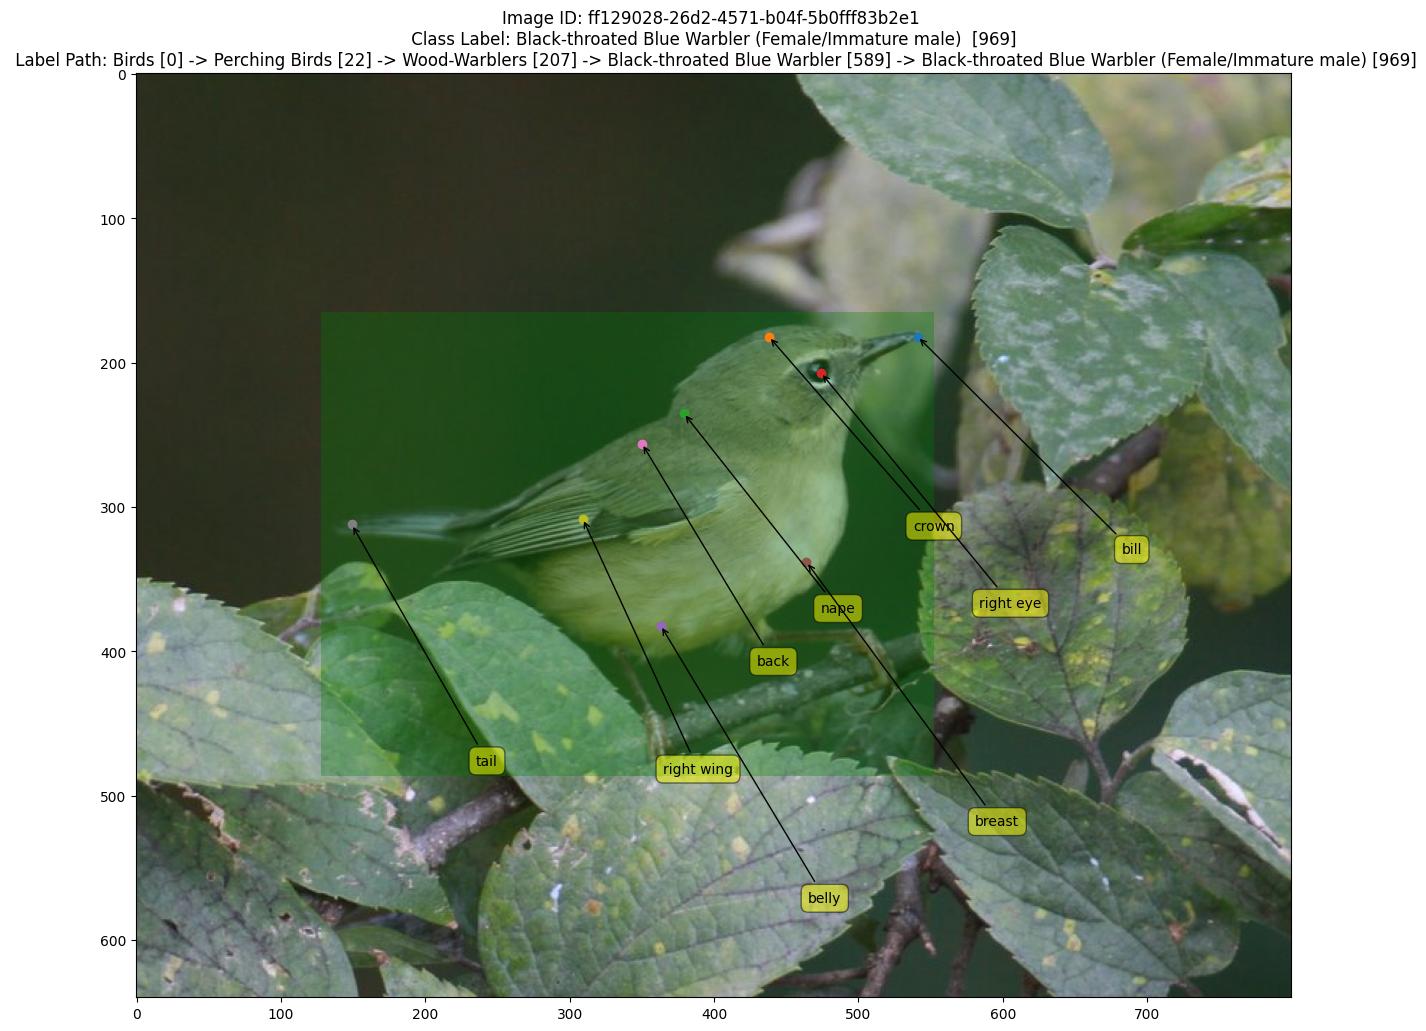 Image ID: ff129028-26d2-4571-b04f-5b0fff83b2e1
Class Label: Black-throated Blue Warbler (Female/Immature male)  [969]
Label Path: Birds [0] -> Perching Birds [22] -> Wood-Warblers [207] -> Black-throated Blue Warbler [589] -> Black-throated Blue Warbler (Female/Immature male) [969]
0
100
200
300
400
500
600
crown
bill
right eye
nape
back
tail
right wing
breast
belly
0
100
200
300
400
500
600
700